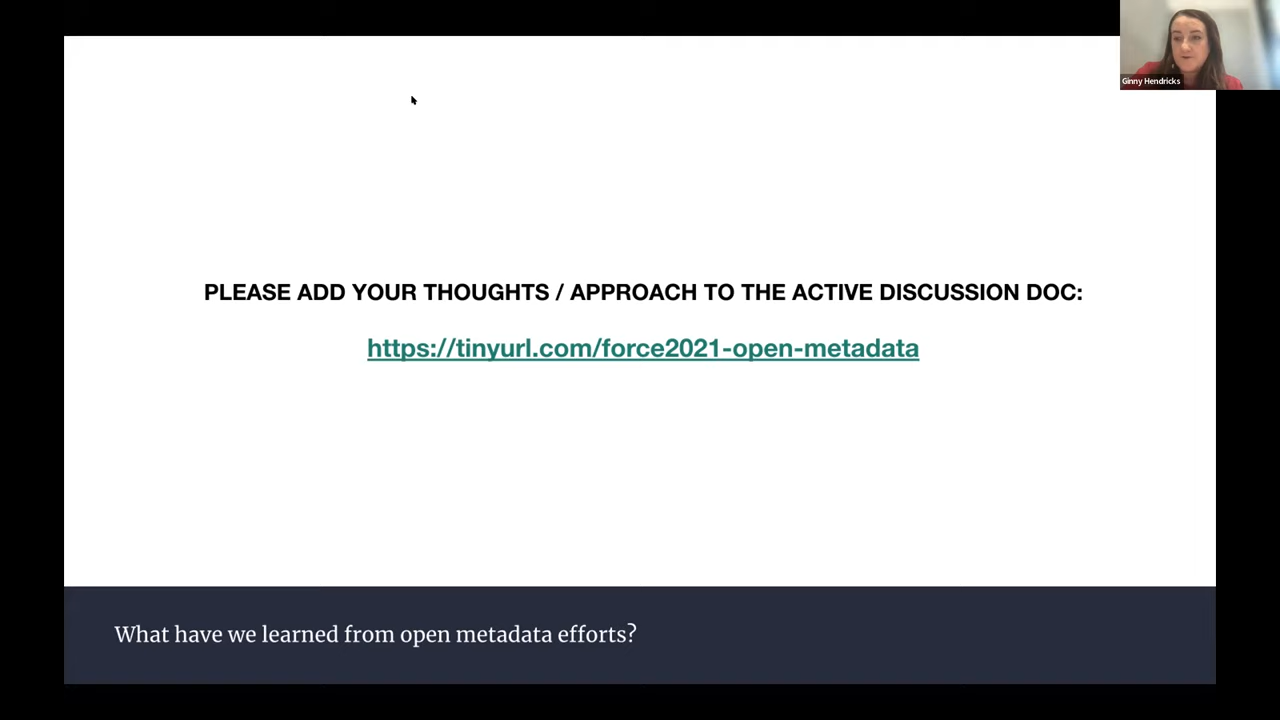 Ginny Hendricks
PLEASE ADD YOUR THOUGHTS / APPROACH TO THE ACTIVE DISCUSSION DOC:
https://tinyurl.com/force2021-open-metadata
What have we learned from open metadata efforts?